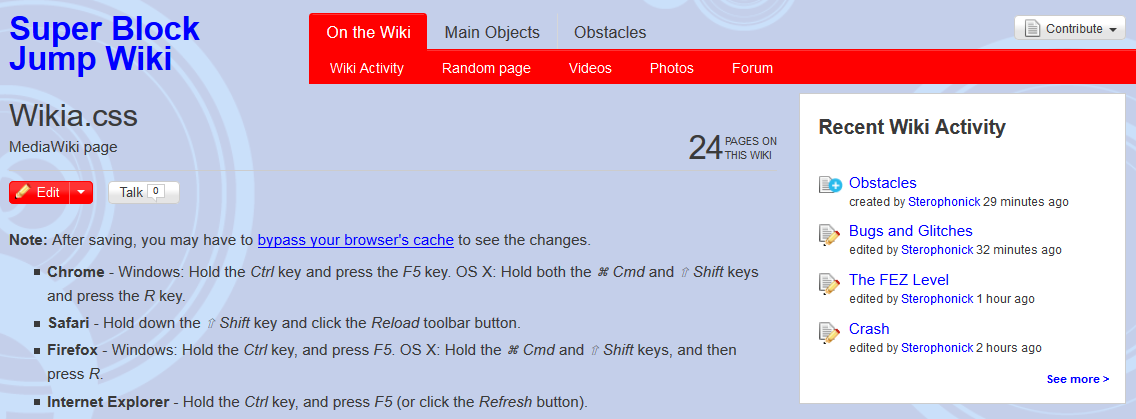 Super Block
Jump Wiki
On the Wiki Main Objects Obstacles
Contribute
Wiki Activity Random page Videos Photos Forum
Wikia.css
MediaWiki page
24 PAGES ON
THIS WIKI
Edit Talk 0
Note: After saving, you may have to bypass your browser's cache to see the changes.
Chrome - Windows: Hold the Ctrl key and press the F5 key. OS X: Hold both the ⌘ Cmd and ⇧ Shift keys
and press the R key.
Safari - Hold down the ⇧ Shift key and click the Reload toolbar button.
Firefox - Windows: Hold the Ctrl key, and press F5. OS X: Hold the ⌘ Cmd and ⇧ Shift keys, and then
press R.
Internet Explorer - Hold the Ctrl key, and press F5 (or click the Refresh button).
Recent Wiki Activity
Obstacles
created by Sterophonick 29 minutes ago
Bugs and Glitches
edited by Sterophonick 32 minutes ago
The FEZ Level
edited by Sterophonick 1 hour ago
Crash
edited by Sterophonick 2 hours ago
See more >